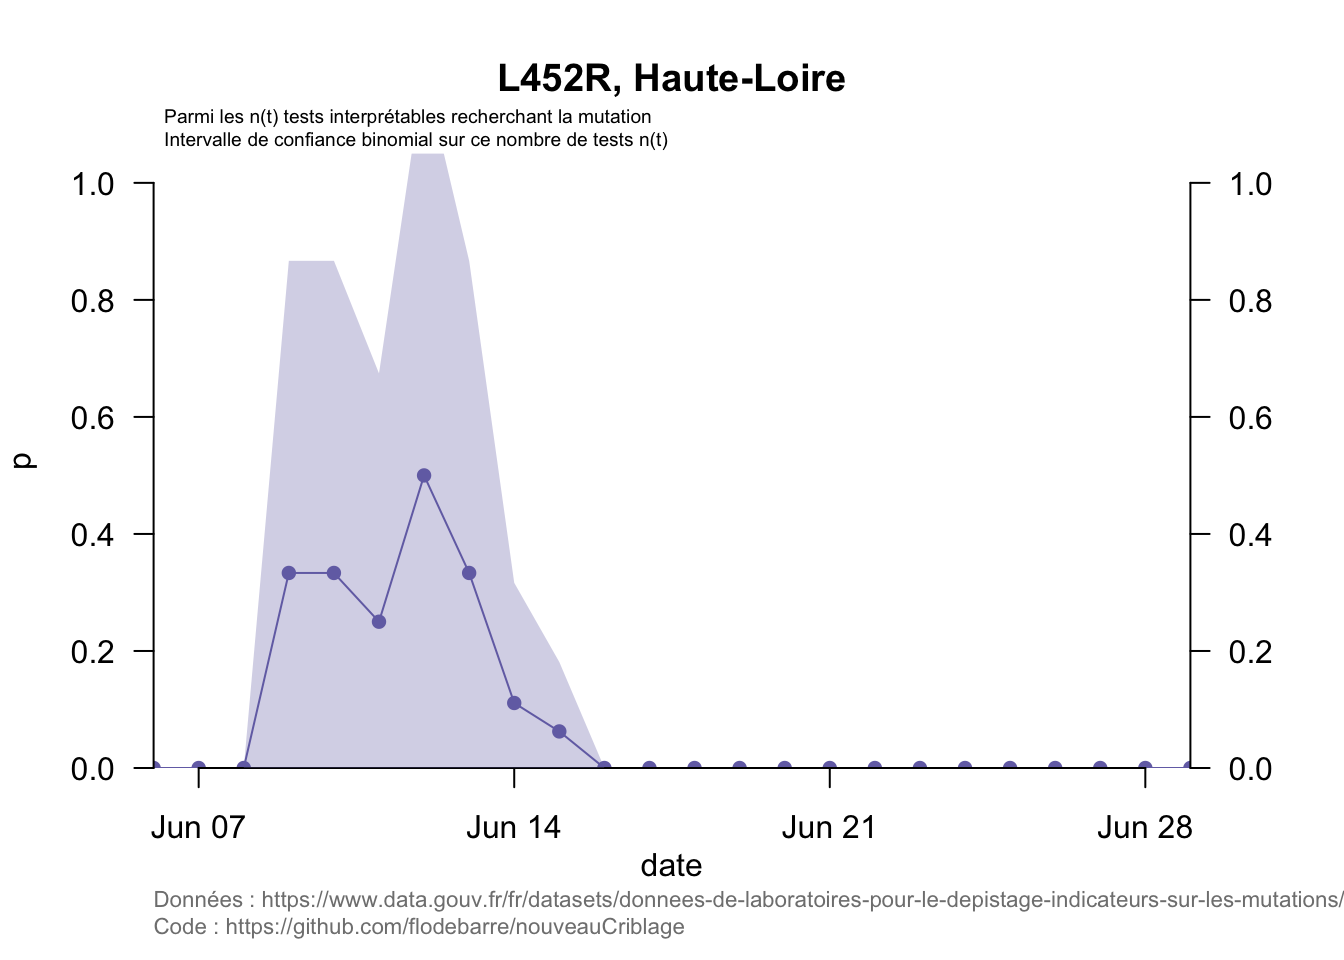 L452R, Haute-Loire
Parmi les n(t) tests interprétables recherchant la mutation
Intervalle de confiance binomial sur ce nombre de tests n(t)
1.0 1.0
0.8 0.8
0.6 0.6
p
0.4 0.4
0.2 0.2
0.0 0.0
Jun 07 Jun 14 Jun 21 Jun 28
date
Données : https://www.data.gouv.fr/fr/datasets/donnees-de-laboratoires-pour-le-depistage-indicateurs-sur-les-mutations/
Code : https://github.com/flodebarre/nouveauCriblage